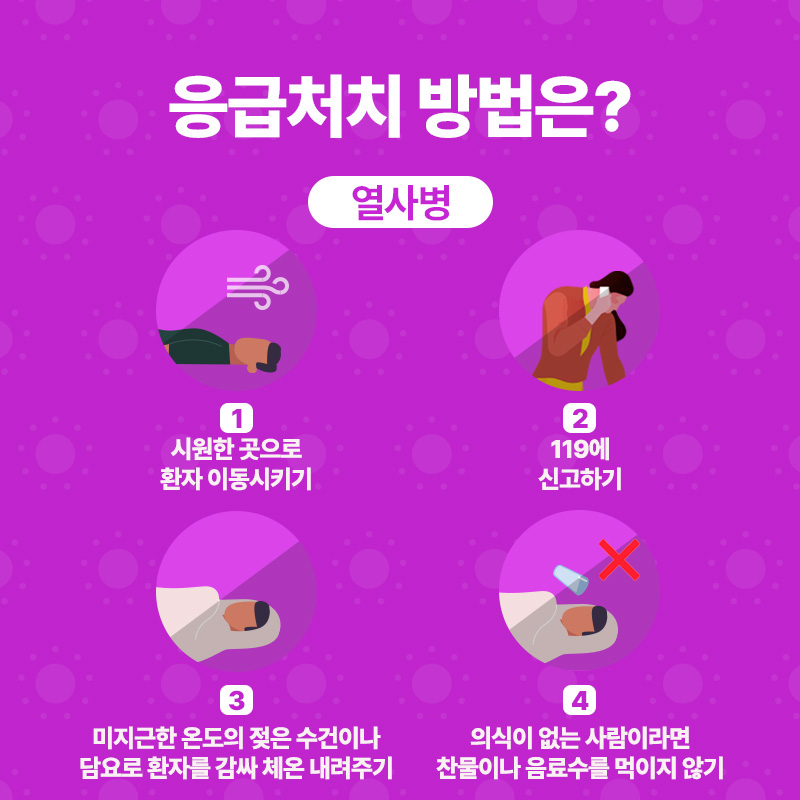 응급처치 방법은?
열사병
1
시원한 곳으로
환자 이동시키기
2
119에
신고하기
3
미지근한 온도의 젖은 수건이나
담요로 환자를 감싸 체온 내려주기
4
의식이 없는 사람이라면
찬물이나 음료수를 먹이지 않기